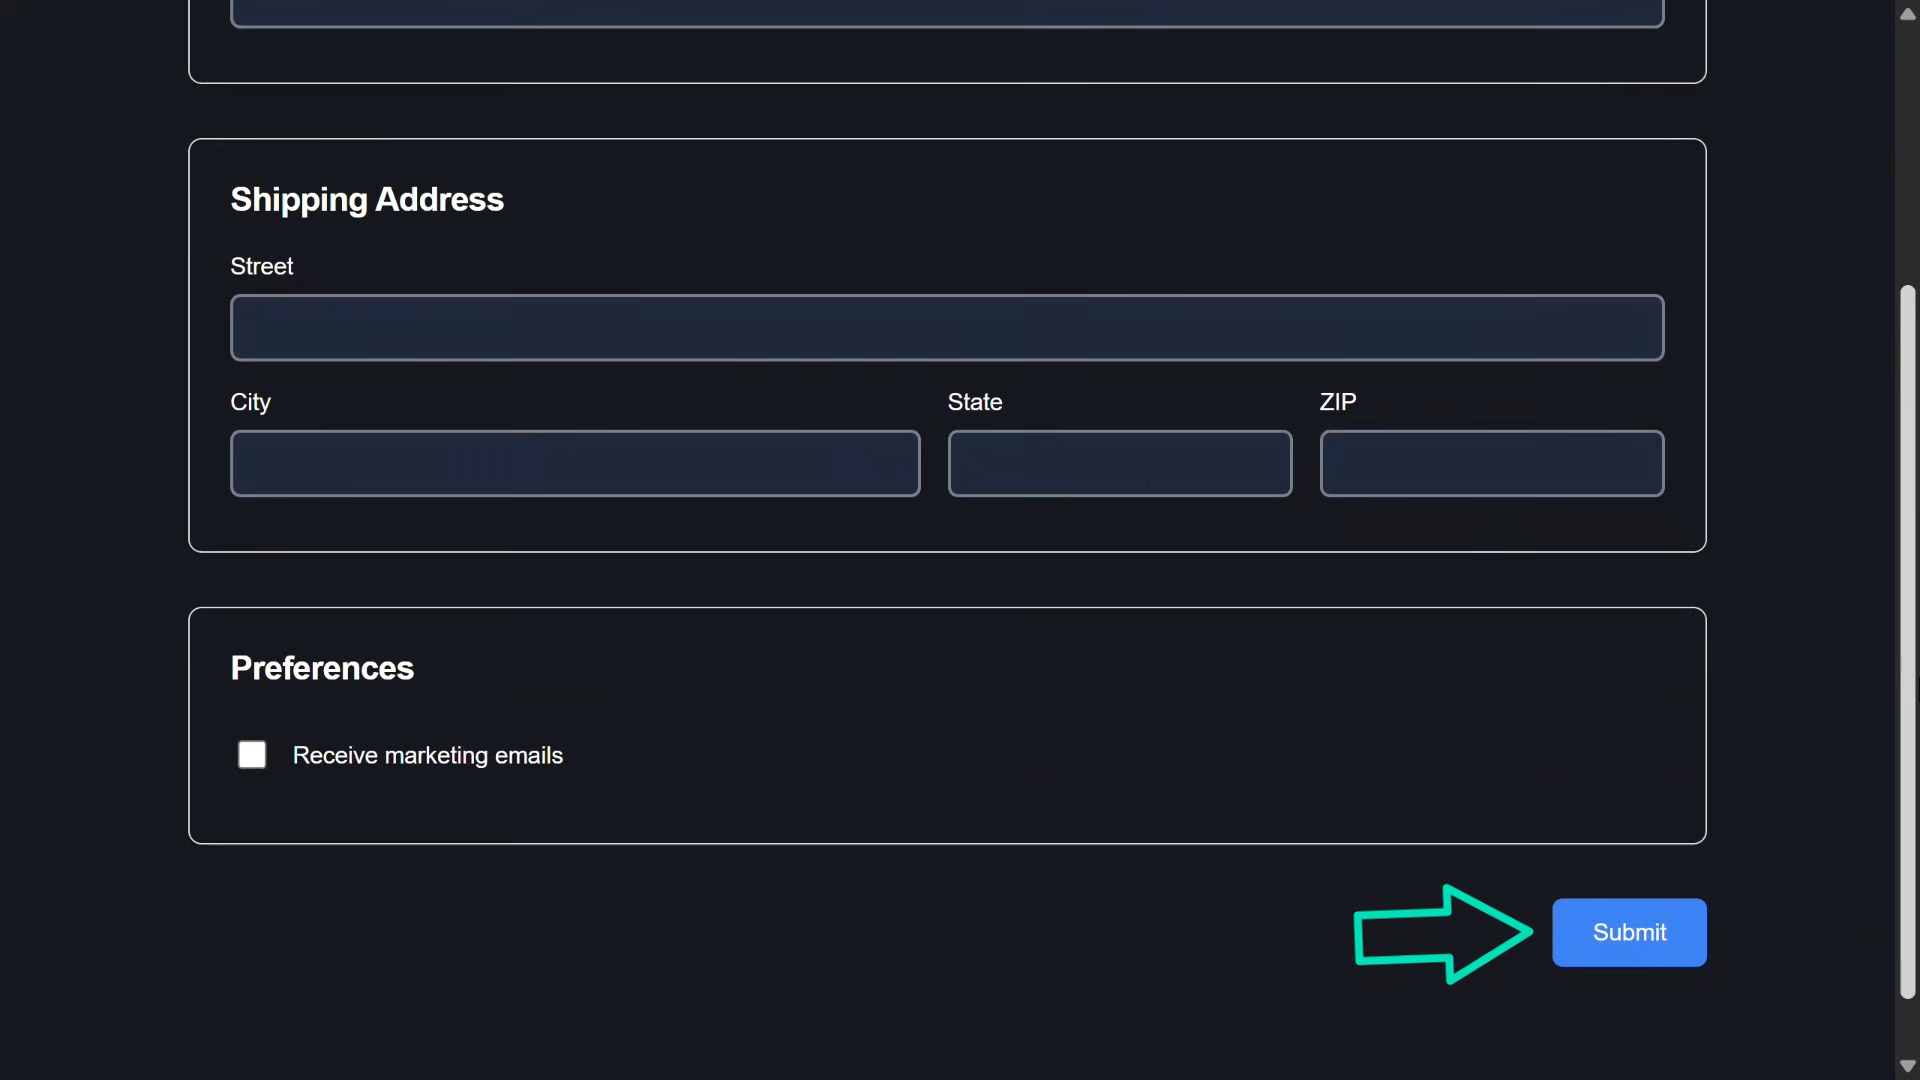 Shipping Address
Street
City State ZIP
Preferences
Receive marketing emails
Submit